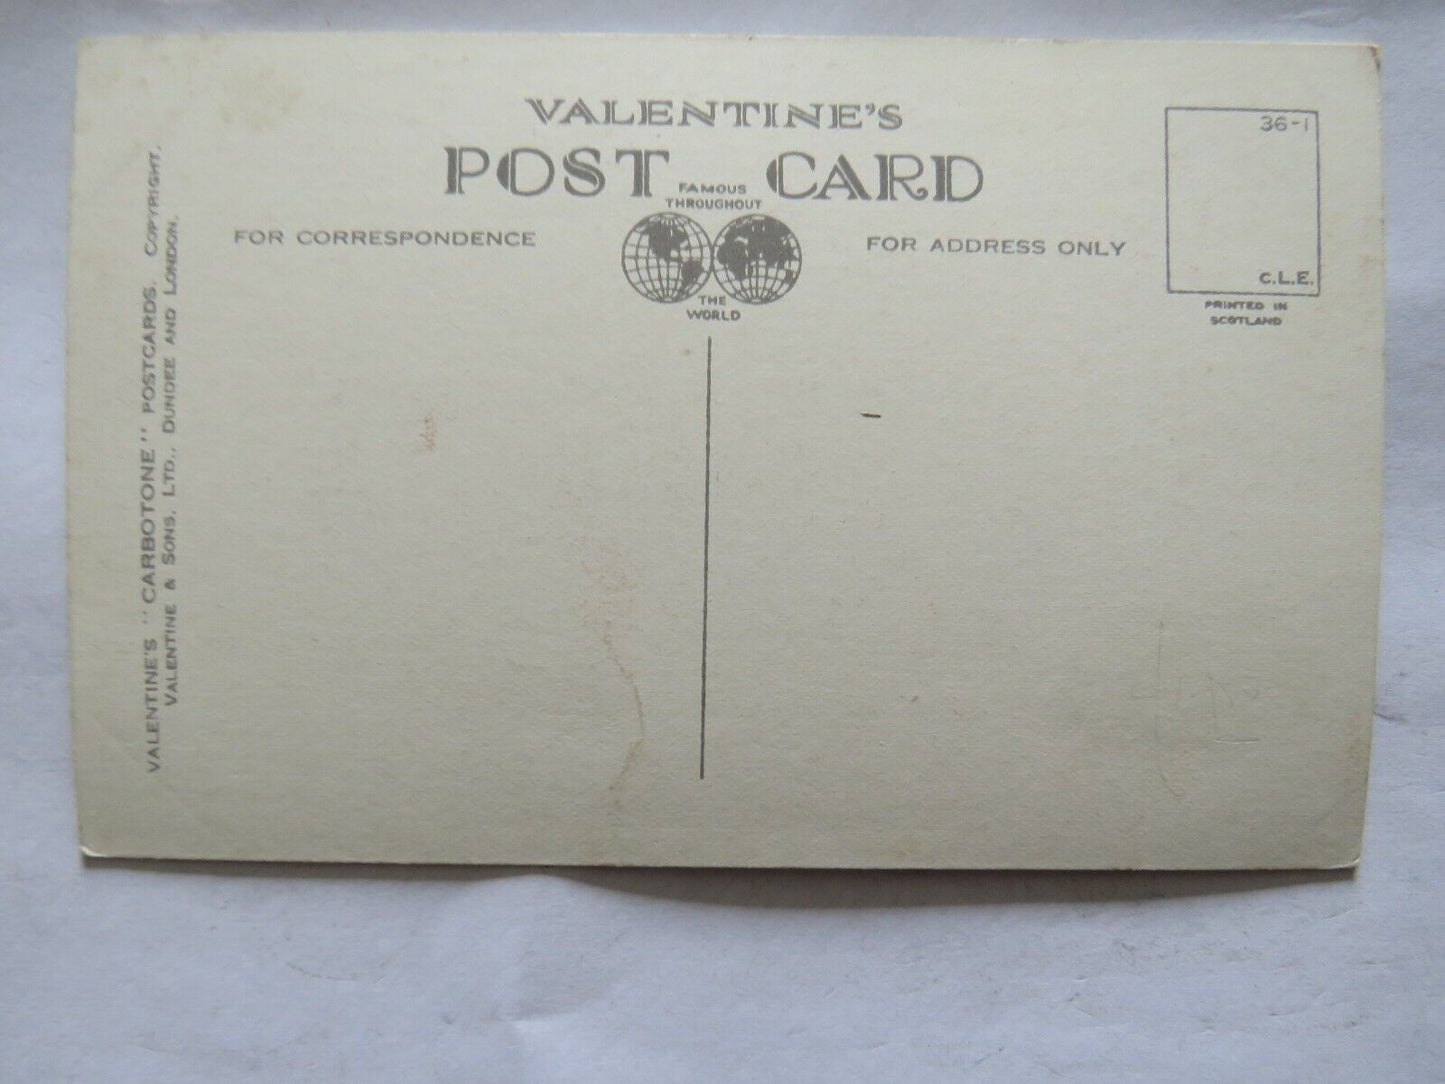 VALENTINE'S
POST CARD
FAMOUS
THROUGHOUT
THE
WORLD
FOR CORRESPONDENCE
FOR ADDRESS ONLY
36-1
C.L.E.
PRINTED IN
SCOTLAND
VALENTINE'S "CARBOTONE" POSTCARDS. COPYRIGHT.
VALENTINE & SONS, LTD., DUNDEE AND LONDON.